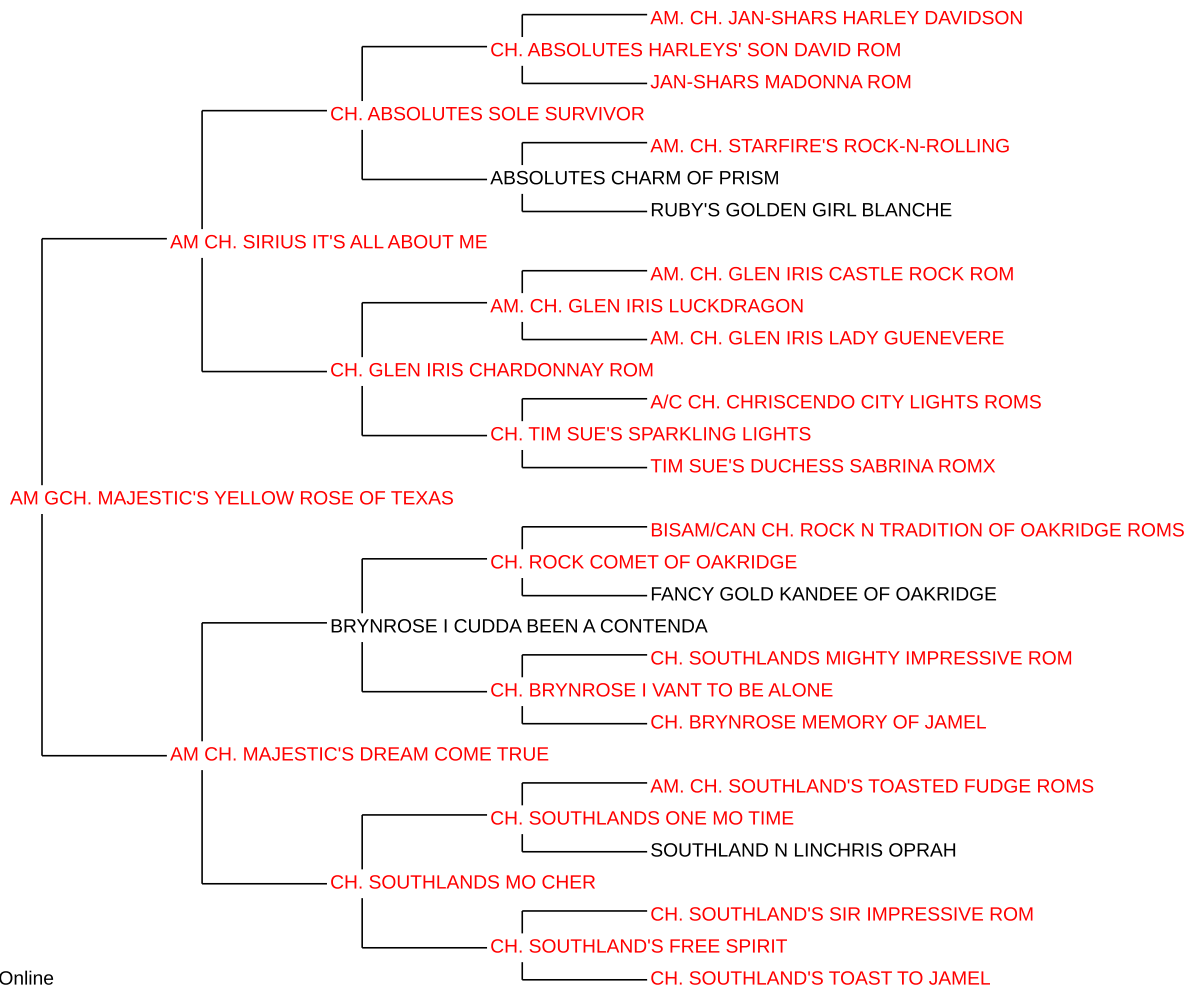 AM. CH. JAN-SHARS HARLEY DAVIDSON
CH. ABSOLUTES HARLEYS' SON DAVID ROM
JAN-SHARS MADONNA ROM
CH. ABSOLUTES SOLE SURVIVOR
AM. CH. STARFIRE'S ROCK-N-ROLLING
ABSOLUTES CHARM OF PRISM
RUBY'S GOLDEN GIRL BLANCHE
AM CH. SIRIUS IT'S ALL ABOUT ME
AM. CH. GLEN IRIS CASTLE ROCK ROM
AM. CH. GLEN IRIS LUCKDRAGON
AM. CH. GLEN IRIS LADY GUENEVERE
CH. GLEN IRIS CHARDONNAY ROM
A/C CH. CHRISCENDO CITY LIGHTS ROMS
CH. TIM SUE'S SPARKLING LIGHTS
TIM SUE'S DUCHESS SABRINA ROMX
AM GCH. MAJESTIC'S YELLOW ROSE OF TEXAS
BISAM/CAN CH. ROCK N TRADITION OF OAKRIDGE ROMS
CH. ROCK COMET OF OAKRIDGE
FANCY GOLD KANDEE OF OAKRIDGE
BRYNROSE I CUDDA BEEN A CONTENDA
CH. SOUTHLANDS MIGHTY IMPRESSIVE ROM
CH. BRYNROSE I VANT TO BE ALONE
CH. BRYNROSE MEMORY OF JAMEL
AM CH. MAJESTIC'S DREAM COME TRUE
AM. CH. SOUTHLAND'S TOASTED FUDGE ROMS
CH. SOUTHLANDS ONE MO TIME
SOUTHLAND N LINCHRIS OPRAH
CH. SOUTHLANDS MO CHER
CH. SOUTHLAND'S SIR IMPRESSIVE ROM
CH. SOUTHLAND'S FREE SPIRIT
CH. SOUTHLAND'S TOAST TO JAMEL
Online